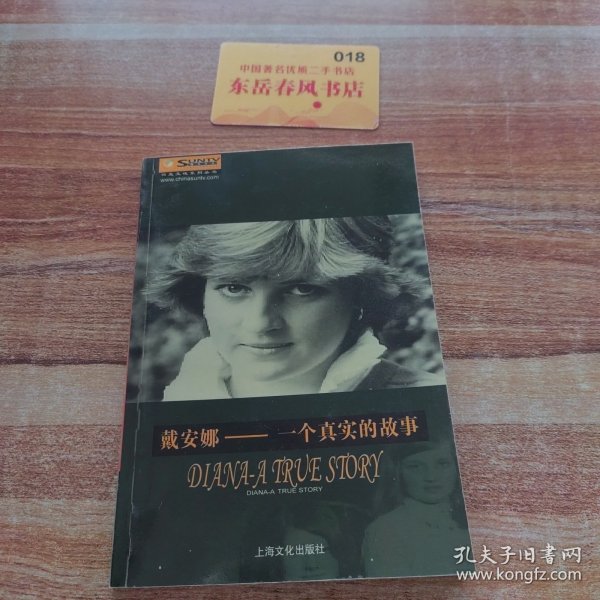 018
中国著名优质二手书店
东岳春风书店
SUNTV
www.chinasuntv.com
戴安娜——一个真实的故事
DIANA-A TRUE STORY
DIANA-A TRUE STORY
上海文化出版社
孔夫子旧书网
www.kongfz.com